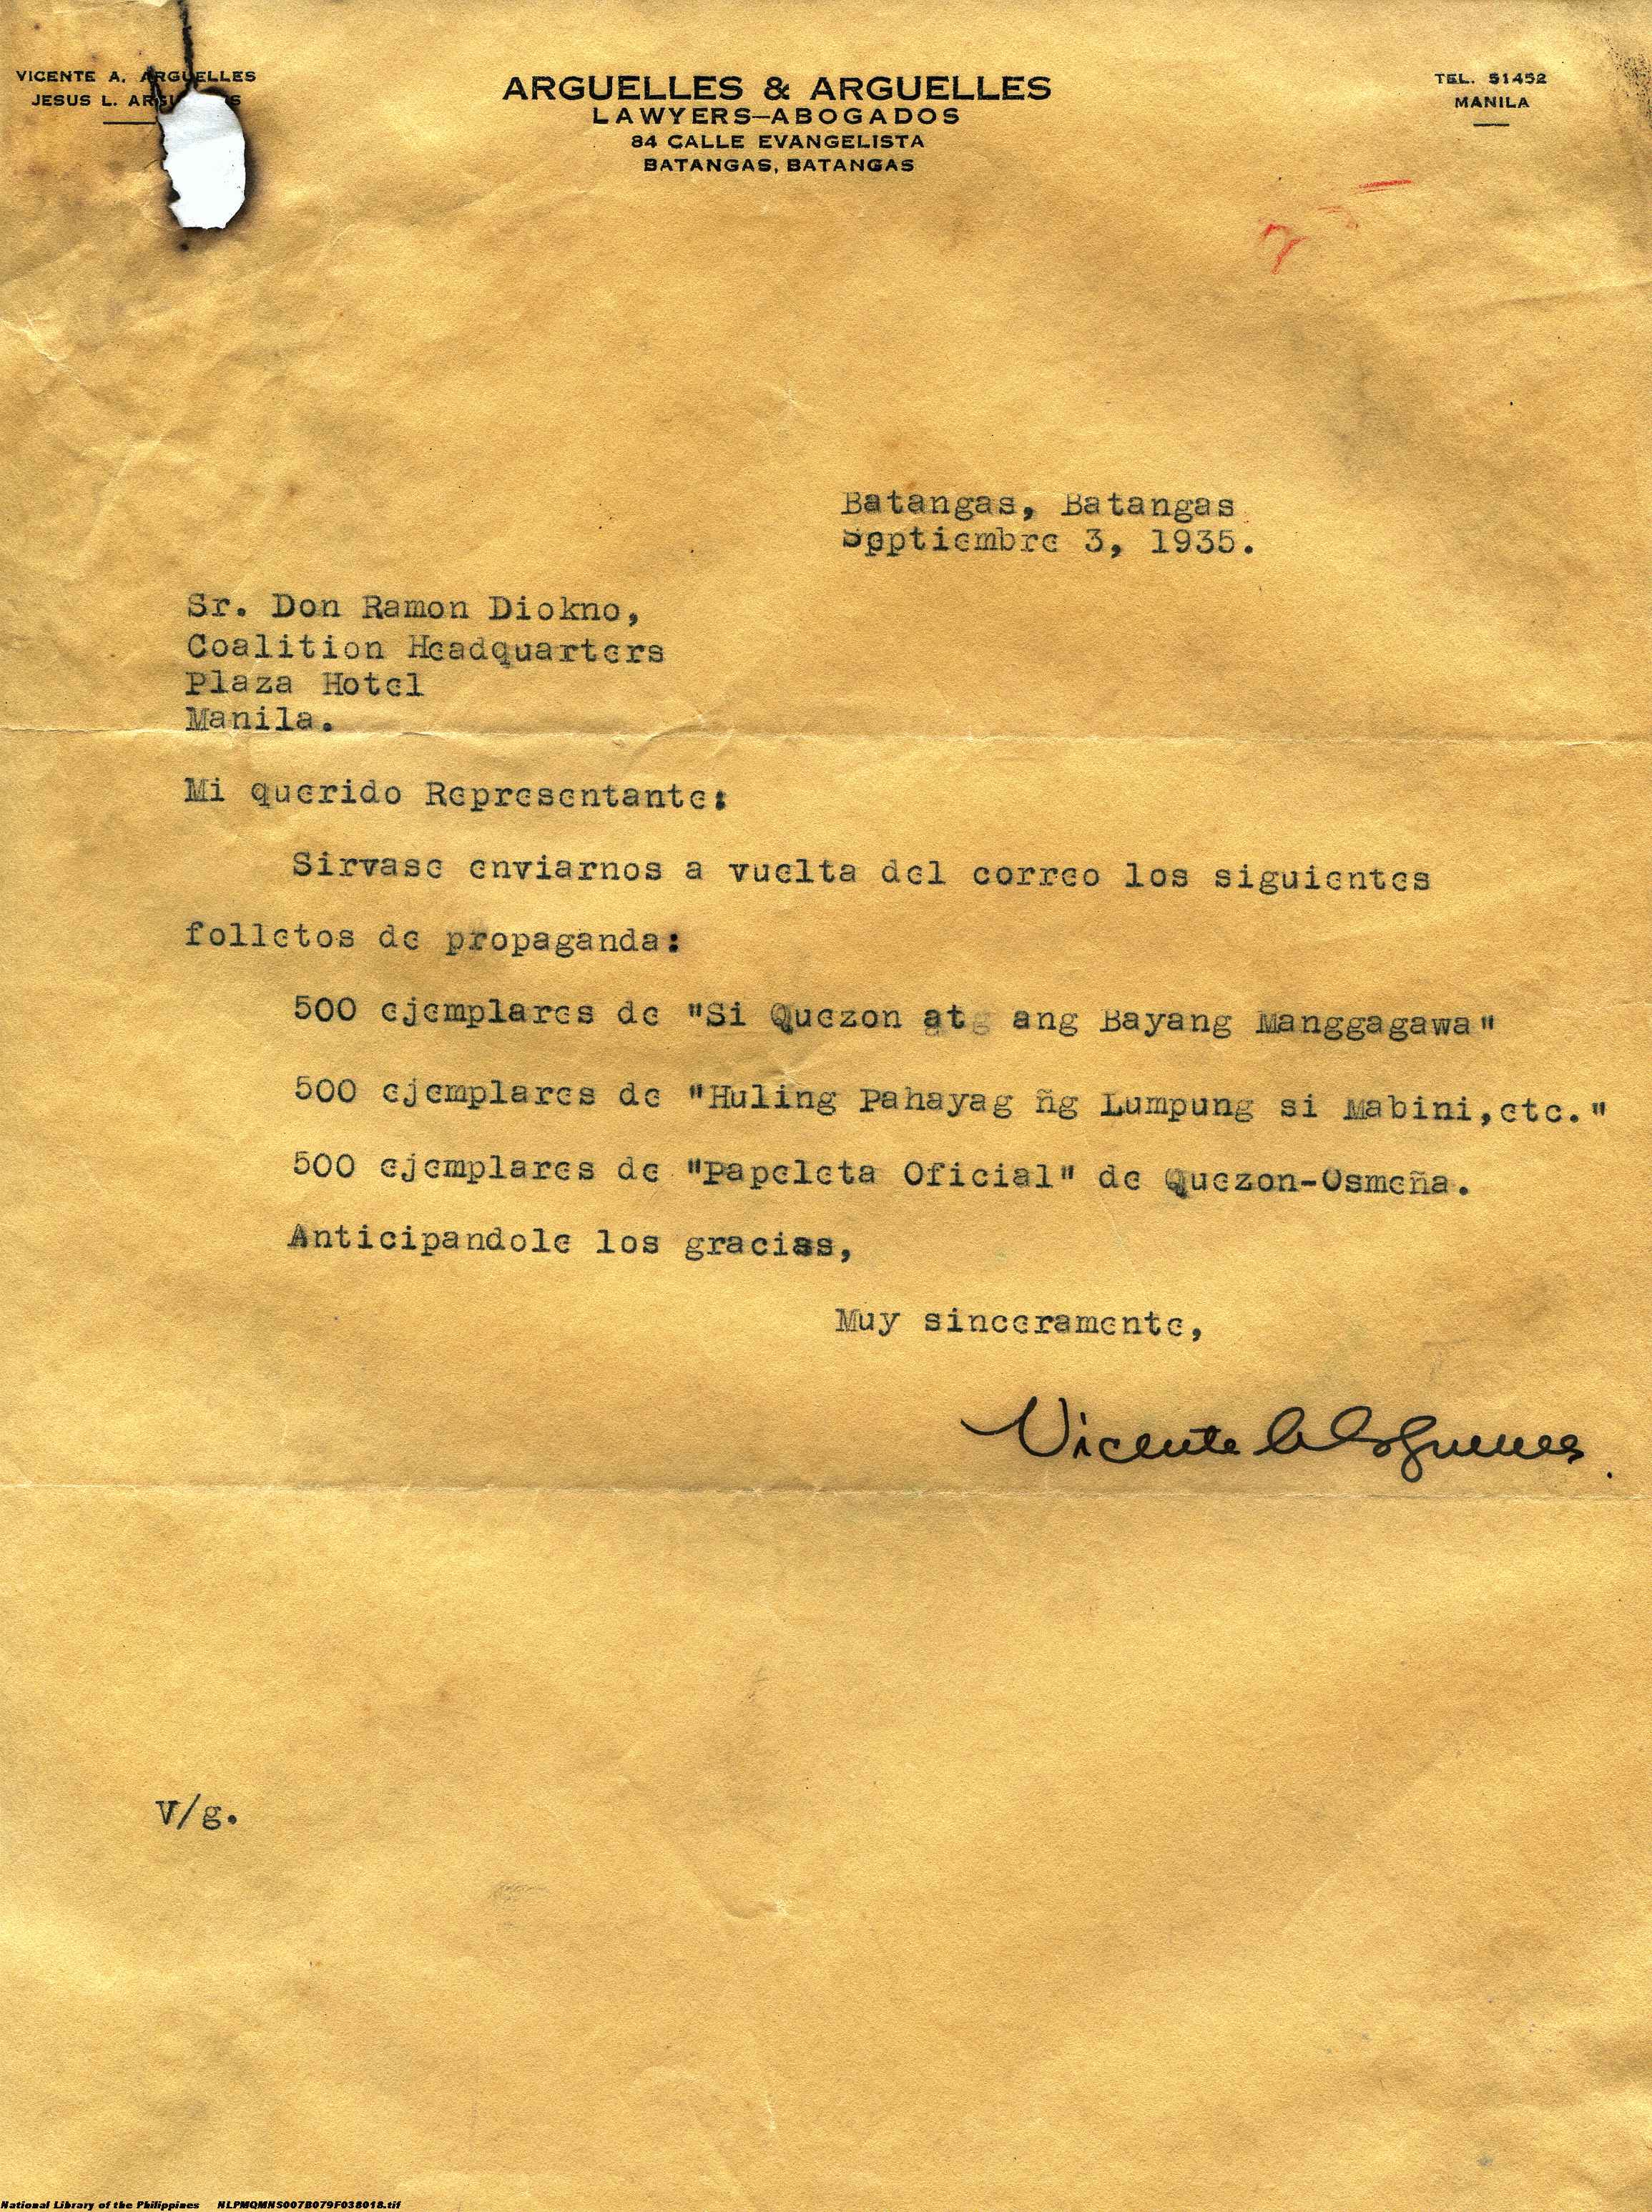 VICENTE A. ARGUELLES
JESUS L.
ARGUELLES & ARGUELLES
LAWYERS—ABOGADOS
84 CALLE EVANGELISTA
BATANGAS, BATANGAS
TEL. 51452
MANILA
Batangas, Batangas
Septiembre 3, 1935.
Sr. Don Ramon Diokno,
Coalition Headquarters
Plaza Hotel
Manila.
Mi querido Representante:
Sirvase enviarnos a vuelta del correo los siguientes
folletos de propaganda:
500 ejemplares de "Si Quezon at ang Bayang Manggagawa"
500 ejemplares de "Huling Pahayag ñg Lumpung si Mabini,etc."
500 ejemplares de "Papeleta Oficial" de Quezon-Osmeña.
Anticipandole los gracias,
Muy sinceramente,
Vicente A. Arguelles
V/g.
National Library of the Philippines NLPMQMNS007B079F038018.tif